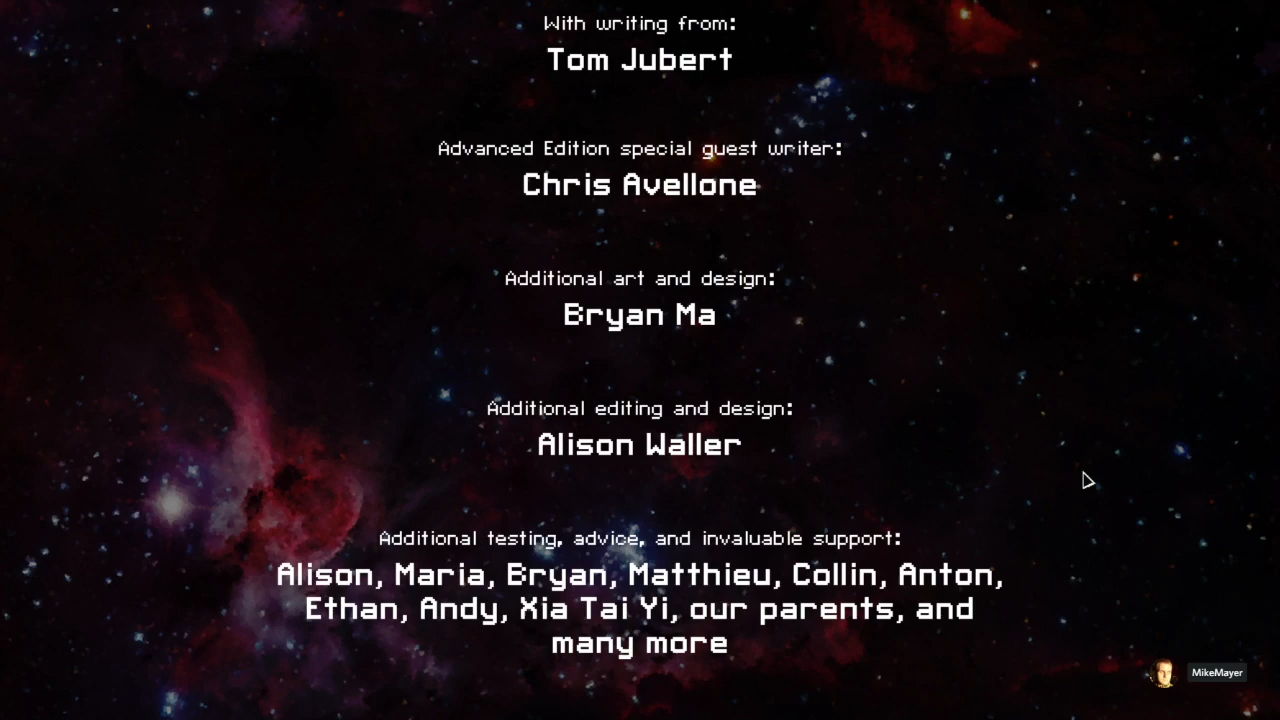 With writing from:
Tom Jubert
Advanced Edition special guest writer:
Chris Avellone
Additional art and design:
Bryan Ma
Additional editing and design:
Alison Waller
Additional testing, advice, and invaluable support:
Alison, Maria, Bryan, Matthieu, Collin, Anton,
Ethan, Andy, Xia Tai Yi, our parents, and
many more
MikeMayer